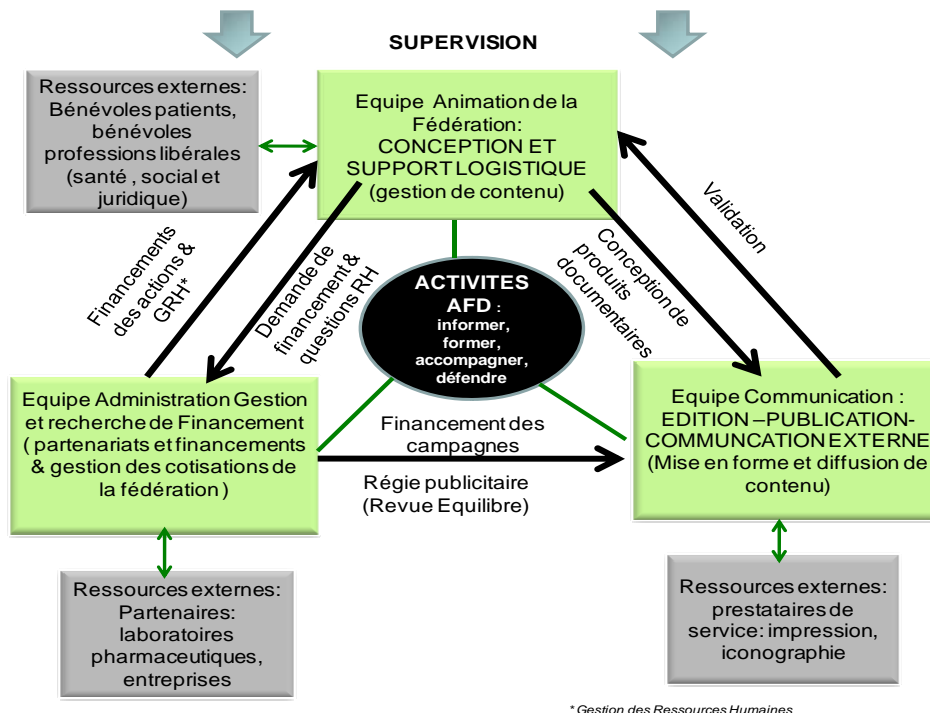 SUPERVISION
Ressources externes:
Bénévoles patients,
bénévoles
professions libérales
(santé , social et
juridique)
Equipe Animation de la
Fédération:
CONCEPTION ET
SUPPORT LOGISTIQUE
(gestion de contenu)
Financements
des actions &
GRH*
Demande de
financement &
questions RH
ACTIVITES
AFD :
informer,
former,
accompagner,
défendre
Conception de
produits
documentaires
Validation
Equipe Administration Gestion
et recherche de Financement
( partenariats et financements
& gestion des cotisations de
la fédération )
Financement des
campagnes
Régie publicitaire
(Revue Equilibre)
Equipe Communication :
EDITION –PUBLICATION-
COMMUNCATION EXTERNE
(Mise en forme et diffusion de
contenu)
Ressources externes:
Partenaires:
laboratoires
pharmaceutiques,
entreprises
Ressources externes:
prestataires de
service: impression,
iconographie
* Gestion des Ressources Humaines